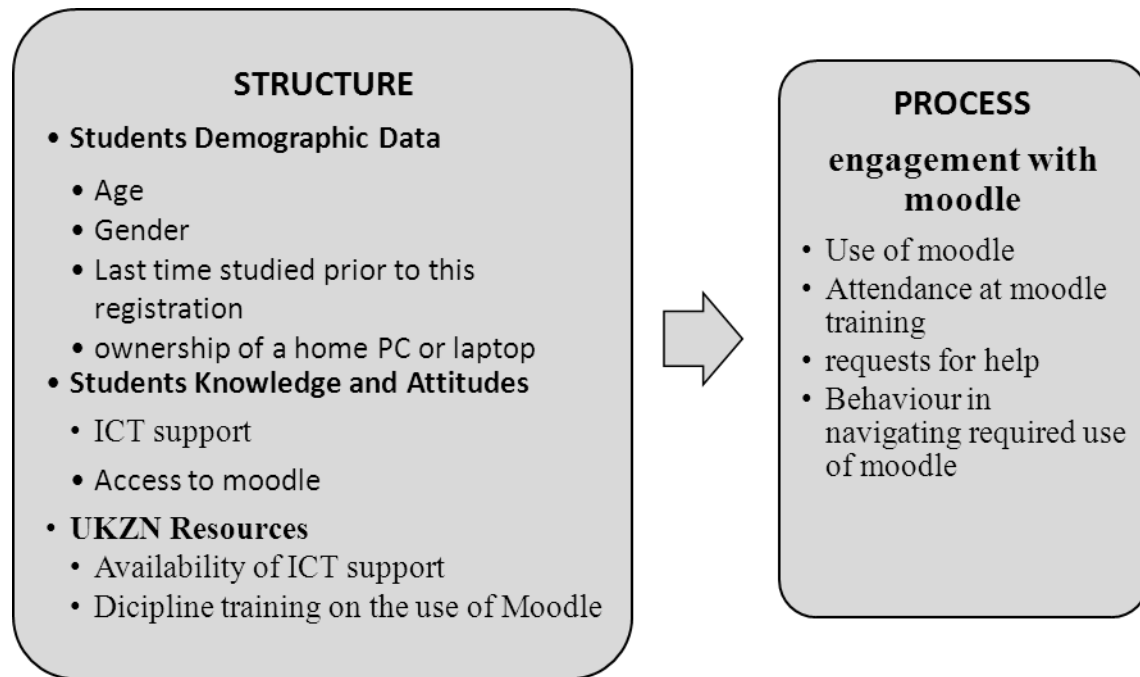 STRUCTURE
• Students Demographic Data
• Age
• Gender
• Last time studied prior to this
registration
• ownership of a home PC or laptop
• Students Knowledge and Attitudes
• ICT support
• Access to moodle
• UKZN Resources
• Availability of ICT support
• Dicipline training on the use of Moodle
PROCESS
engagement with
moodle
• Use of moodle
• Attendance at moodle
training
• requests for help
• Behaviour in
navigating required use
of moodle